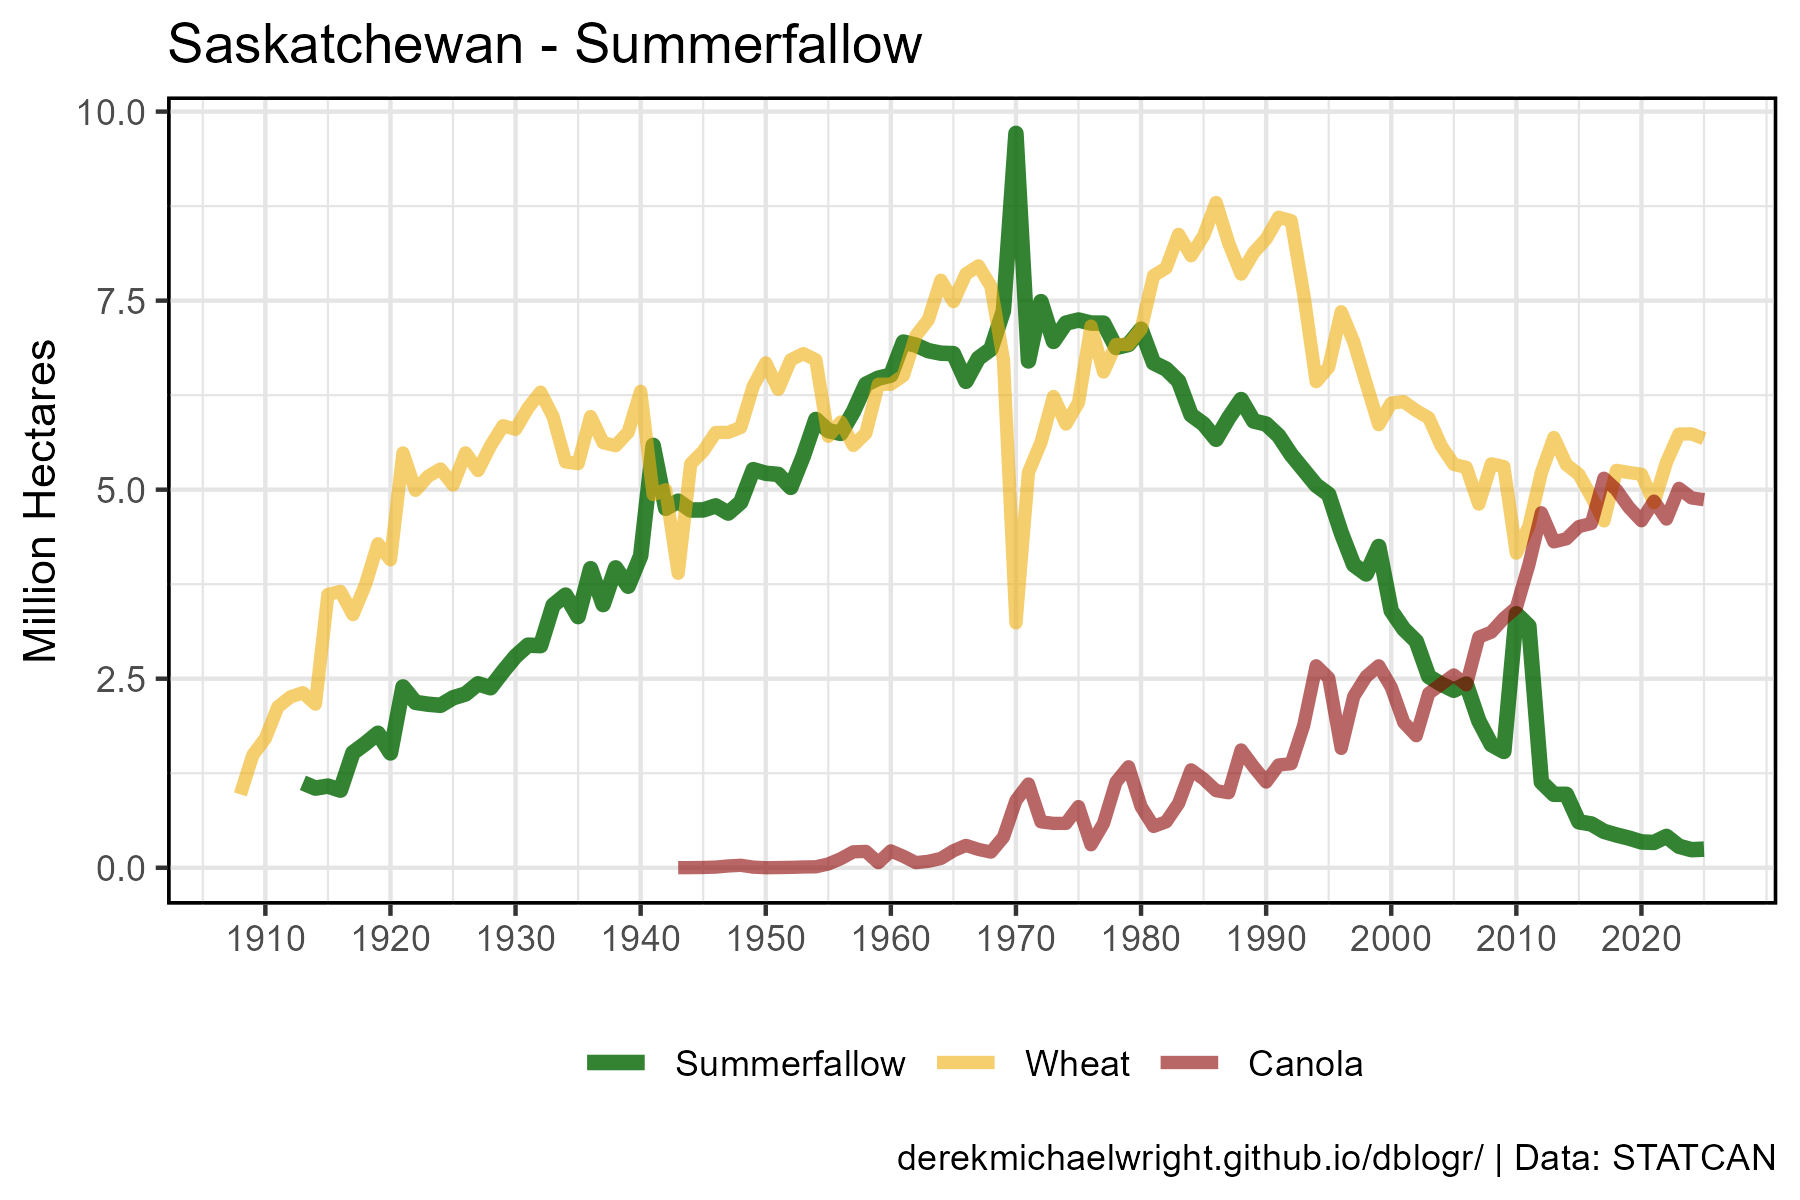 Saskatchewan - Summerfallow
Million Hectares
10.0
7.5
5.0
2.5
0.0
1910 1920 1930 1940 1950 1960 1970 1980 1990 2000 2010 2020
Summerfallow Wheat Canola
derekmichaelwright.github.io/dblogr/ | Data: STATCAN